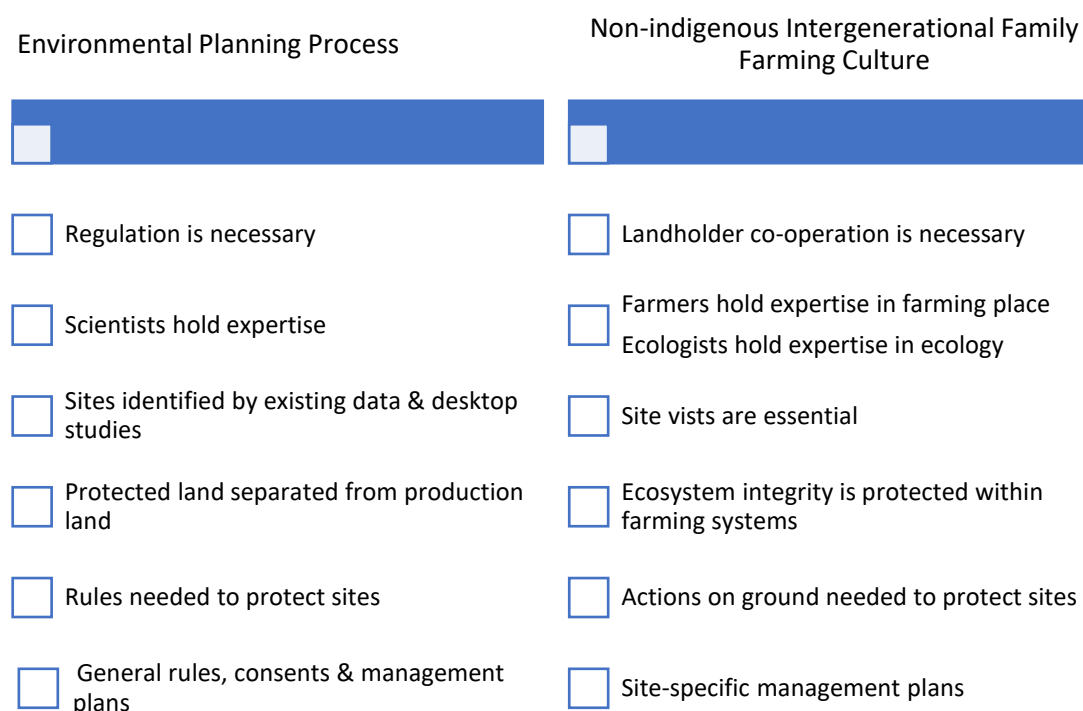 Environmental Planning Process
Regulation is necessary
Scientists hold expertise
Sites identified by existing data & desktop
studies
Protected land separated from production
land
Rules needed to protect sites
General rules, consents & management
plans
Non-indigenous Intergenerational Family
Farming Culture
Landholder co-operation is necessary
Farmers hold expertise in farming place
Ecologists hold expertise in ecology
Site vists are essential
Ecosystem integrity is protected within
farming systems
Actions on ground needed to protect sites
Site-specific management plans